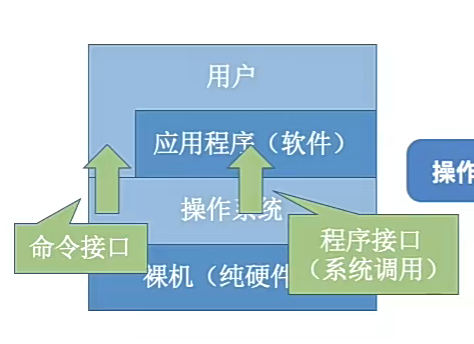 用户
应用程序（软件）
操作
操作系统
命令接口
程序接口
（系统调用）
裸机（纯硬件